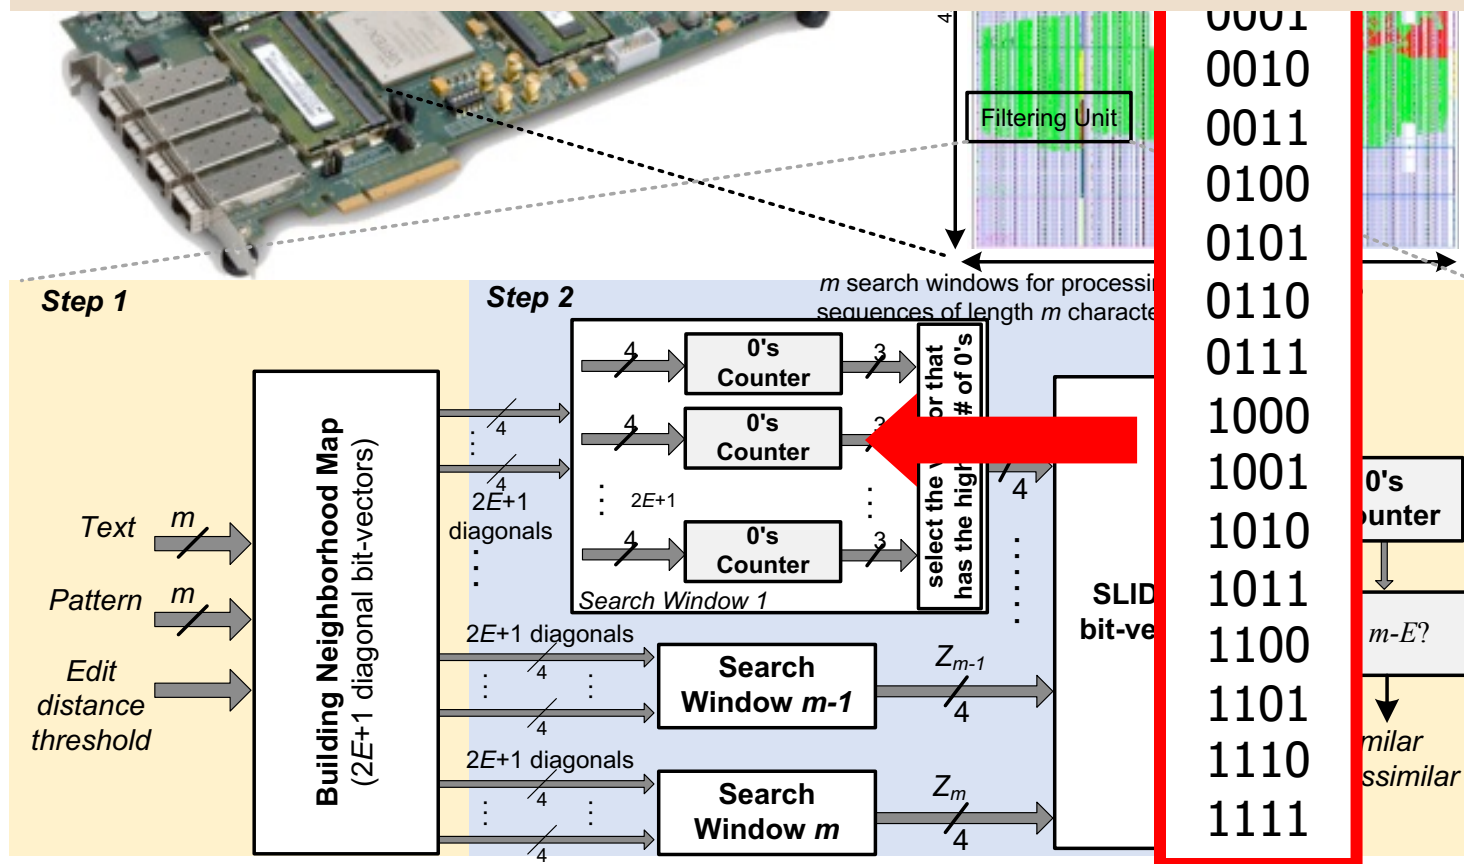 4
Filtering Unit
m search windows for processi
sequences of length m characte
0001
0010
0011
0100
0101
0110
0111
1000
1001
1010
1011
1100
1101
1110
1111
Step 1
Text
m
Pattern
m
Edit
distance
threshold
Building Neighborhood Map
(2E+1 diagonal bit-vectors)
Step 2
4
4
2E+1
diagonals
4
0's
Counter
3
4
0's
Counter
3
2E+1
4
0's
Counter
3
Search Window 1
select the v or that
has the high # of 0's
4
2E+1 diagonals
4
4
Search
Window m-1
Zm-1
4
2E+1 diagonals
4
4
Search
Window m
Zm
4
SLID
bit-ve
0's
ounter
m-E?
milar
ssimilar